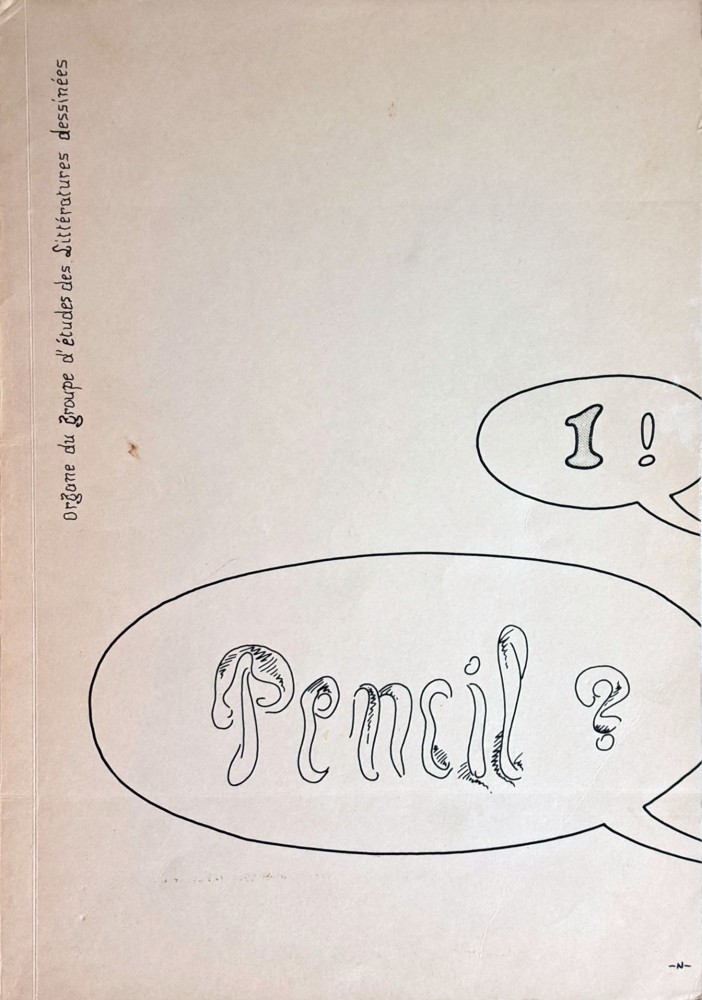 Organe du groupe d'études des Littératures dessinées
1 !
Pencil ?
-N-